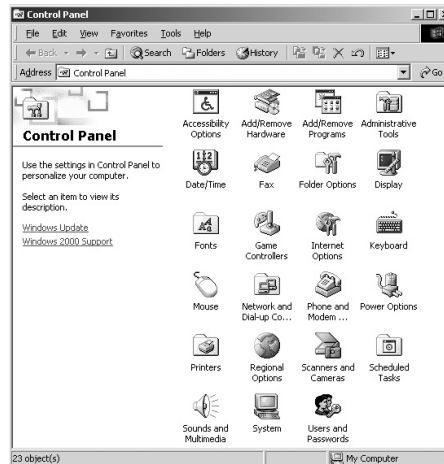 Control Panel
File Edit View Favorites Tools Help
Back Search Folders History
Address Control Panel Go
Control Panel
Use the settings in Control Panel to
personalize your computer.
Select an item to view its
description.
Windows Update
Windows 2000 Support
Accessibility
Options
Add/Remove
Hardware
Add/Remove
Programs
Administrative
Tools
Date/Time
Fax
Folder Options
Display
Fonts
Game
Controllers
Internet
Options
Keyboard
Mouse
Network and
Dial-up Co...
Phone and
Modem ...
Power Options
Printers
Regional
Options
Scanners and
Cameras
Scheduled
Tasks
Sounds and
Multimedia
System
Users and
Passwords
23 object(s) My Computer